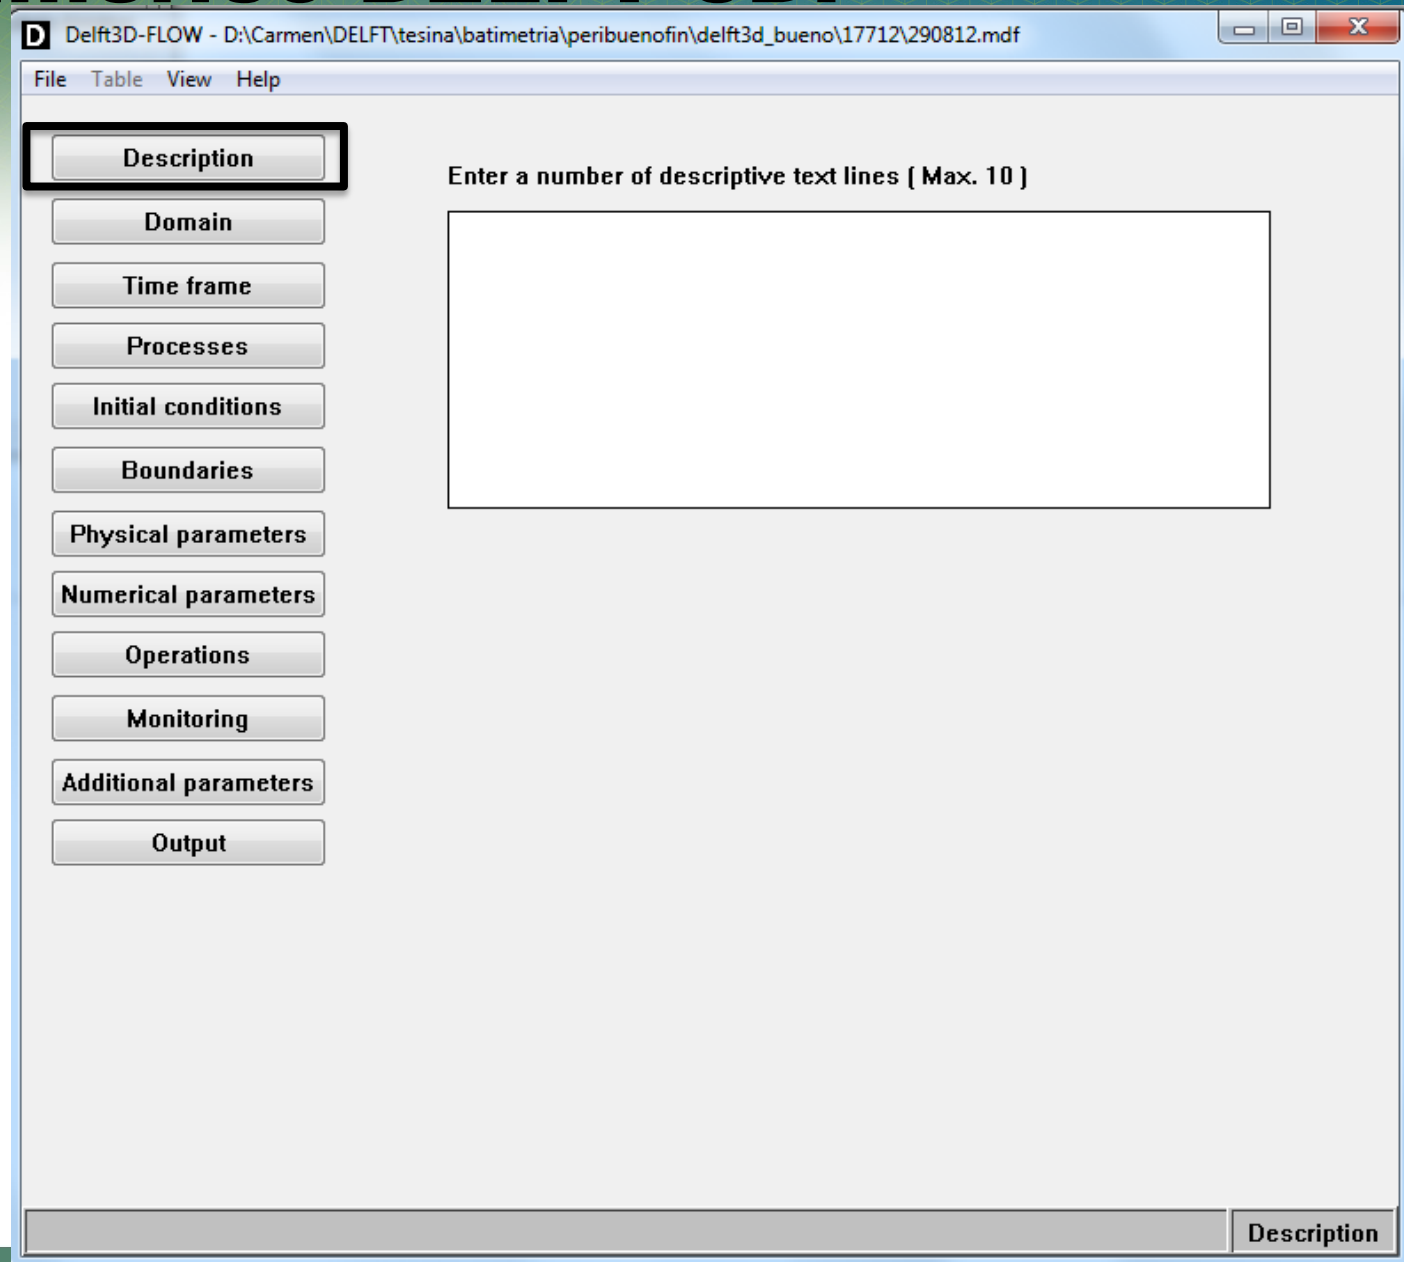 D Delft3D-FLOW - D:\Carmen\DELFT\tesina\batimetria\peribuenofin\delft3d_bueno\17712\290812.mdf
File Table View Help
Description
Enter a number of descriptive text lines ( Max. 10 )
Domain
Time frame
Processes
Initial conditions
Boundaries
Physical parameters
Numerical parameters
Operations
Monitoring
Additional parameters
Output
Description